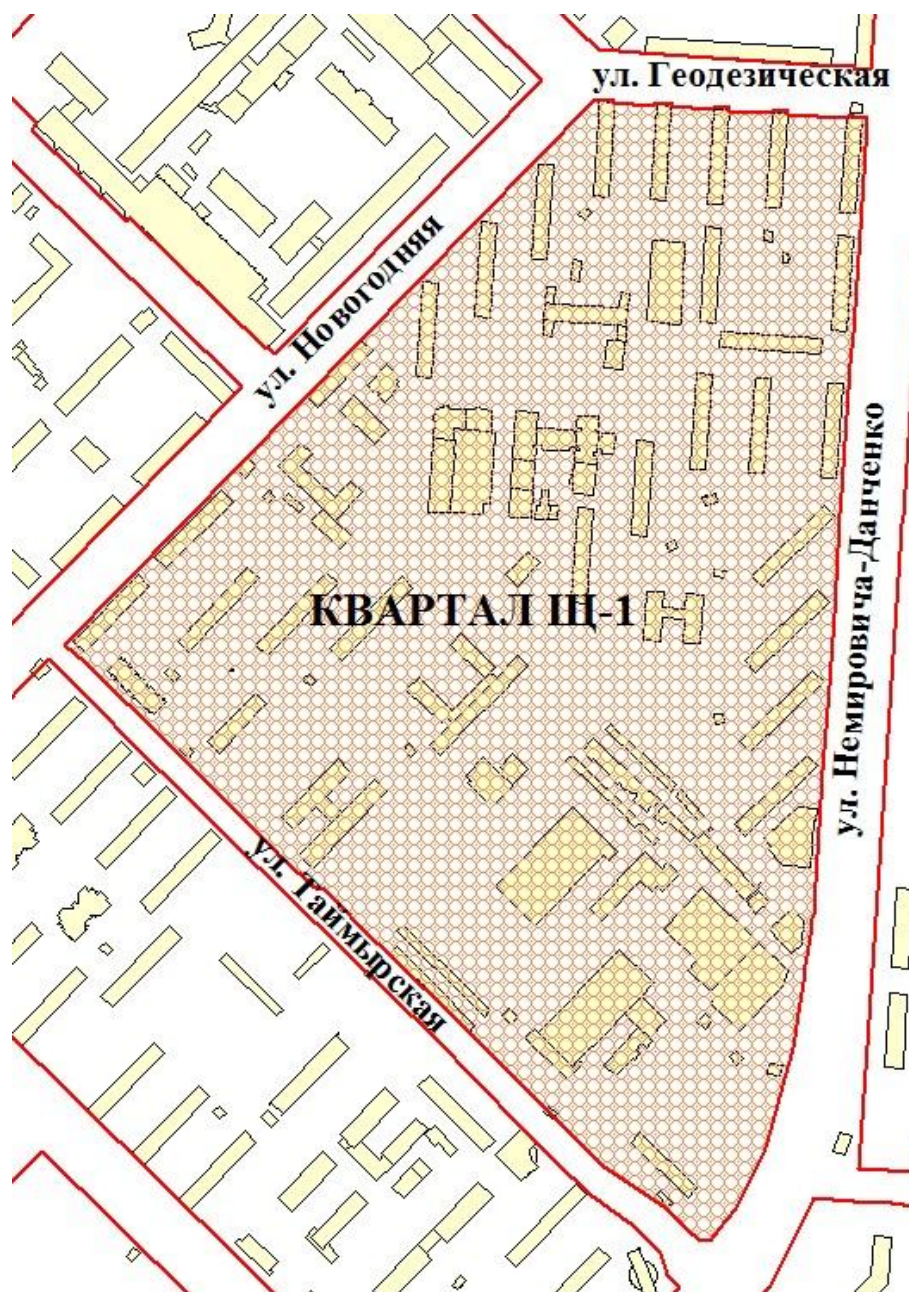 ул. Геодезическая
ул. Новогодняя
ул. Немировича-Данченко
КВАРТАЛ Щ-1
ул. Таймырская